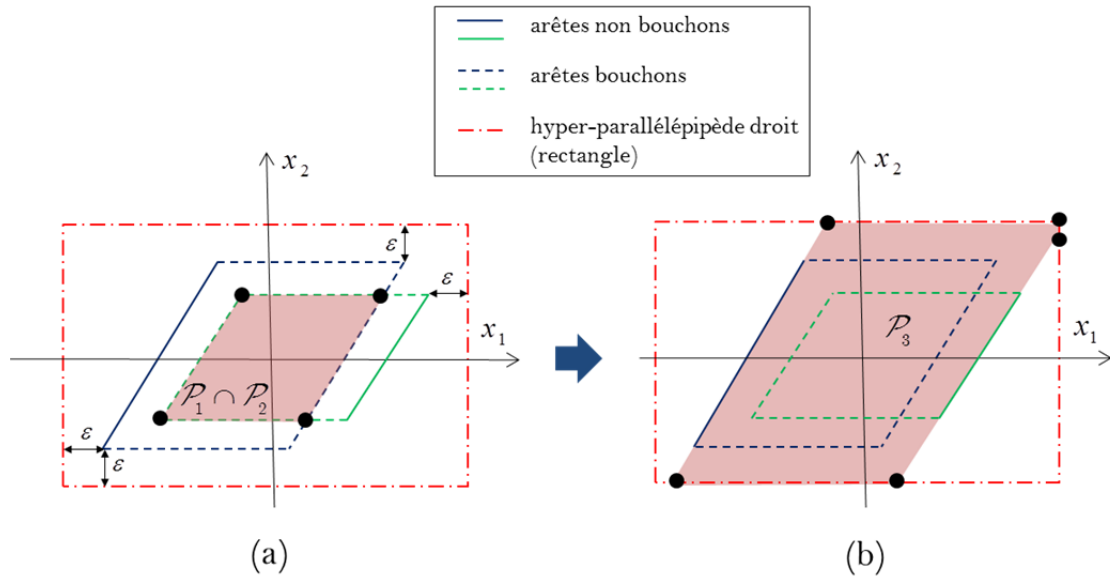 arêtes non bouchons
arêtes bouchons
hyper-parallélépipède droit
(rectangle)
x₂
x₂
ε
ε
x₁
x₁
𝒫₃
𝒫₁ ∩ 𝒫₂
ε
ε
(a)
(b)